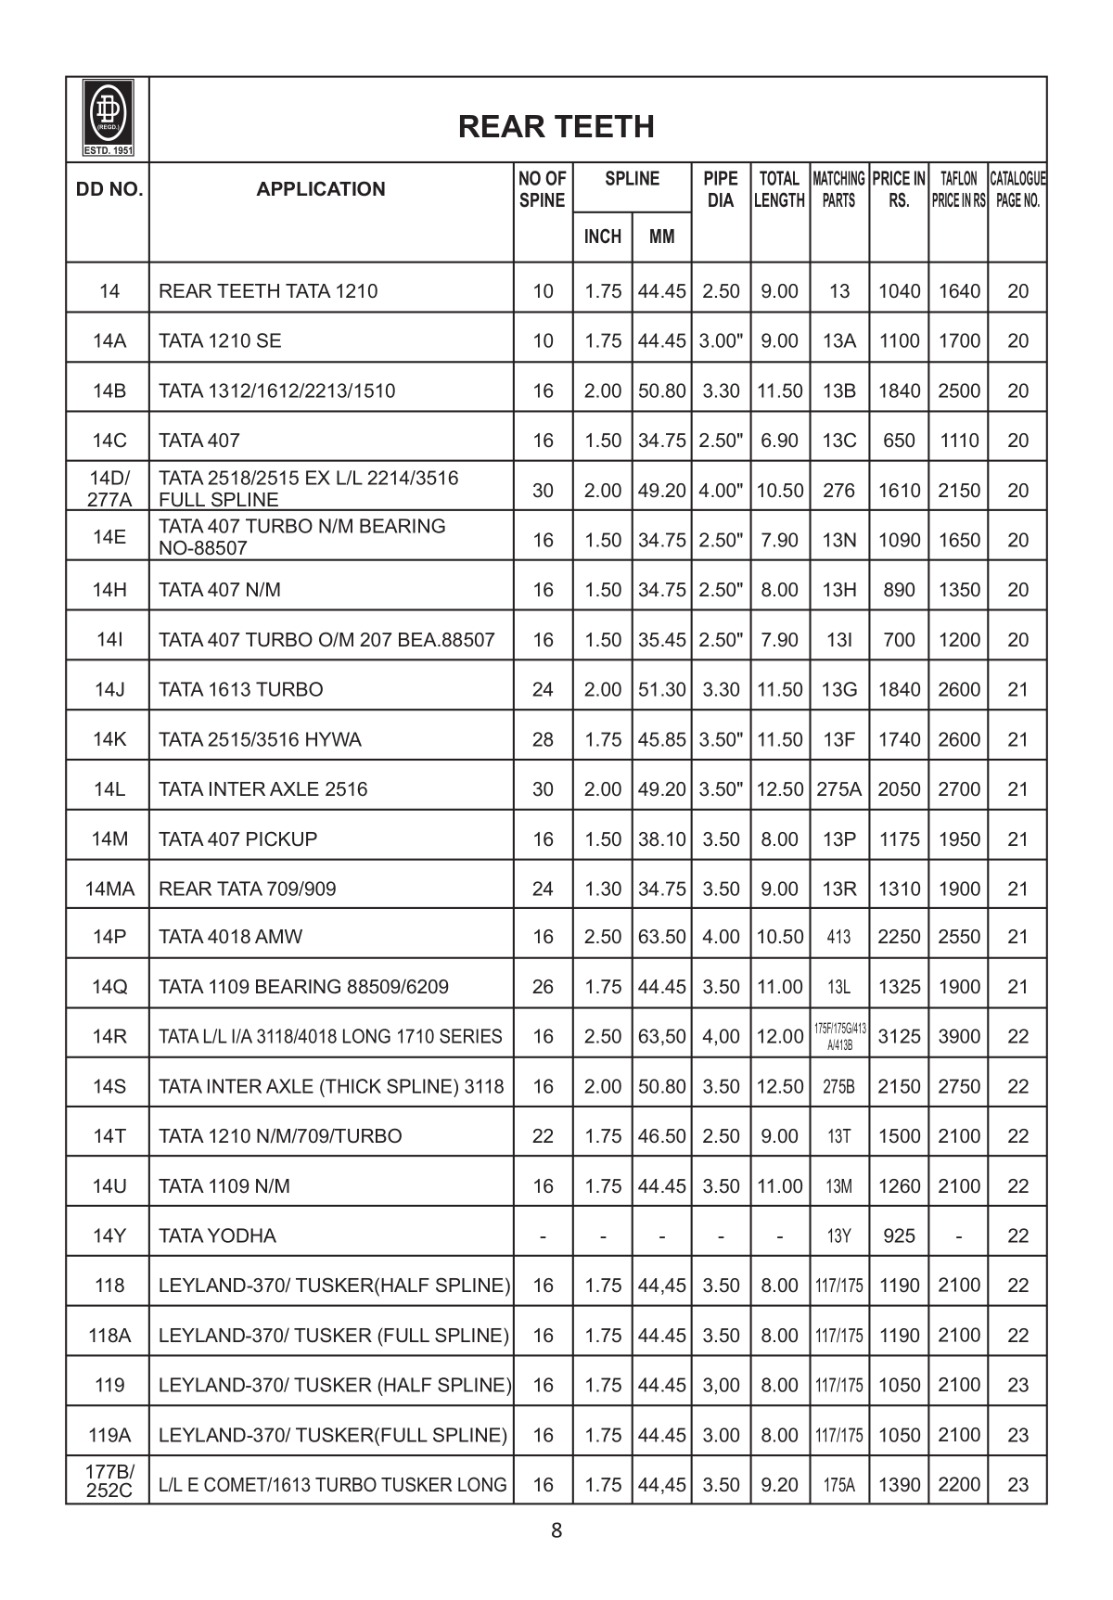 DD
(REGD.)
ESTD. 1951
REAR TEETH
DD NO. APPLICATION NO OF SPINE SPLINE INCH MM PIPE DIA TOTAL LENGTH MATCHING PARTS PRICE IN RS. TAFLON PRICE IN RS CATALOGUE PAGE NO.
14 REAR TEETH TATA 1210 10 1.75 44.45 2.50 9.00 13 1040 1640 20
14A TATA 1210 SE 10 1.75 44.45 3.00" 9.00 13A 1100 1700 20
14B TATA 1312/1612/2213/1510 16 2.00 50.80 3.30 11.50 13B 1840 2500 20
14C TATA 407 16 1.50 34.75 2.50" 6.90 13C 650 1110 20
14D/ 277A TATA 2518/2515 EX L/L 2214/3516 FULL SPLINE 30 2.00 49.20 4.00" 10.50 276 1610 2150 20
14E TATA 407 TURBO N/M BEARING NO-88507 16 1.50 34.75 2.50" 7.90 13N 1090 1650 20
14H TATA 407 N/M 16 1.50 34.75 2.50" 8.00 13H 890 1350 20
14I TATA 407 TURBO O/M 207 BEA.88507 16 1.50 35.45 2.50" 7.90 13I 700 1200 20
14J TATA 1613 TURBO 24 2.00 51.30 3.30 11.50 13G 1840 2600 21
14K TATA 2515/3516 HYWA 28 1.75 45.85 3.50" 11.50 13F 1740 2600 21
14L TATA INTER AXLE 2516 30 2.00 49.20 3.50" 12.50 275A 2050 2700 21
14M TATA 407 PICKUP 16 1.50 38.10 3.50 8.00 13P 1175 1950 21
14MA REAR TATA 709/909 24 1.30 34.75 3.50 9.00 13R 1310 1900 21
14P TATA 4018 AMW 16 2.50 63.50 4.00 10.50 413 2250 2550 21
14Q TATA 1109 BEARING 88509/6209 26 1.75 44.45 3.50 11.00 13L 1325 1900 21
14R TATA L/L I/A 3118/4018 LONG 1710 SERIES 16 2.50 63,50 4,00 12.00 175F/175G/413 A/413B 3125 3900 22
14S TATA INTER AXLE (THICK SPLINE) 3118 16 2.00 50.80 3.50 12.50 275B 2150 2750 22
14T TATA 1210 N/M/709/TURBO 22 1.75 46.50 2.50 9.00 13T 1500 2100 22
14U TATA 1109 N/M 16 1.75 44.45 3.50 11.00 13M 1260 2100 22
14Y TATA YODHA - - - - - 13Y 925 - 22
118 LEYLAND-370/ TUSKER(HALF SPLINE) 16 1.75 44,45 3.50 8.00 117/175 1190 2100 22
118A LEYLAND-370/ TUSKER (FULL SPLINE) 16 1.75 44.45 3.50 8.00 117/175 1190 2100 22
119 LEYLAND-370/ TUSKER (HALF SPLINE) 16 1.75 44.45 3,00 8.00 117/175 1050 2100 23
119A LEYLAND-370/ TUSKER(FULL SPLINE) 16 1.75 44.45 3.00 8.00 117/175 1050 2100 23
177B/ 252C L/L E COMET/1613 TURBO TUSKER LONG 16 1.75 44,45 3.50 9.20 175A 1390 2200 23
8